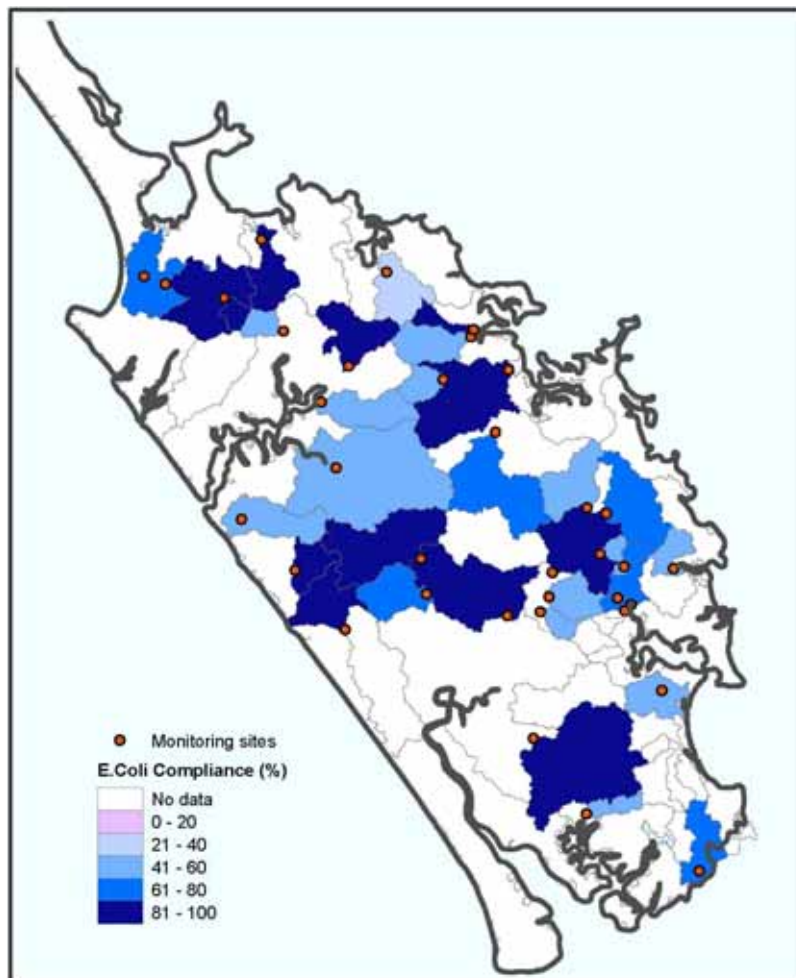 Monitoring sites
E.Coli Compliance (%)
No data
0 - 20
21 - 40
41 - 60
61 - 80
81 - 100